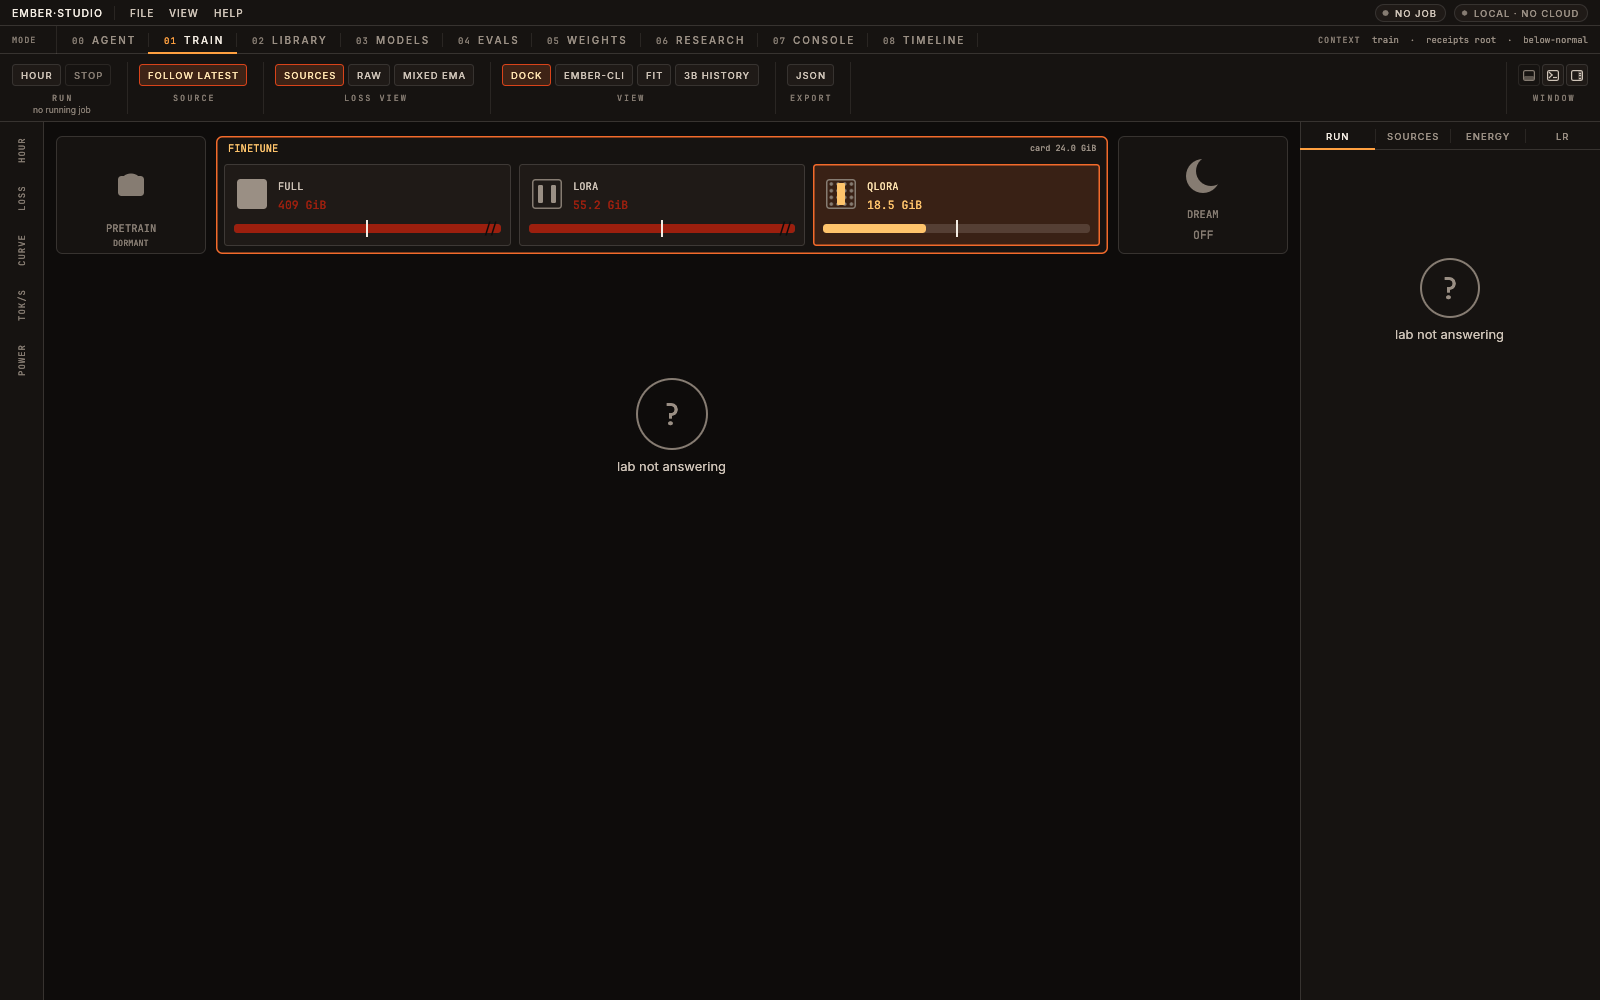 EMBER·STUDIO FILE VIEW HELP NO JOB LOCAL · NO CLOUD
MODE 00 AGENT 01 TRAIN 02 LIBRARY 03 MODELS 04 EVALS 05 WEIGHTS 06 RESEARCH 07 CONSOLE 08 TIMELINE CONTEXT train · receipts root · below-normal
HOUR STOP FOLLOW LATEST SOURCES RAW MIXED EMA DOCK EMBER-CLI FIT 3B HISTORY JSON
RUN SOURCE LOSS VIEW VIEW EXPORT WINDOW
no running job
HOUR
LOSS
CURVE
TOK/S
POWER
PRETRAIN
DORMANT
FINETUNE card 24.0 GiB
FULL
409 GiB
LORA
55.2 GiB
QLORA
18.5 GiB
DREAM
OFF
?
lab not answering
RUN SOURCES ENERGY LR
?
lab not answering